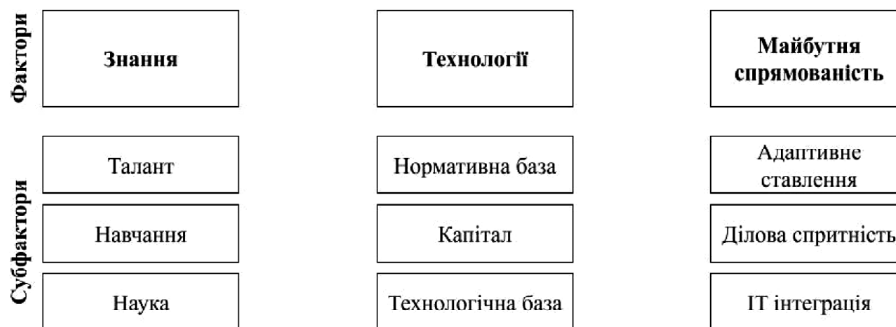 Фактори
Знання
Технології
Майбутня
спрямованість
Субфактори
Талант
Нормативна база
Адаптивне
ставлення
Навчання
Капітал
Ділова спритність
Наука
Технологічна база
ІТ інтеграція